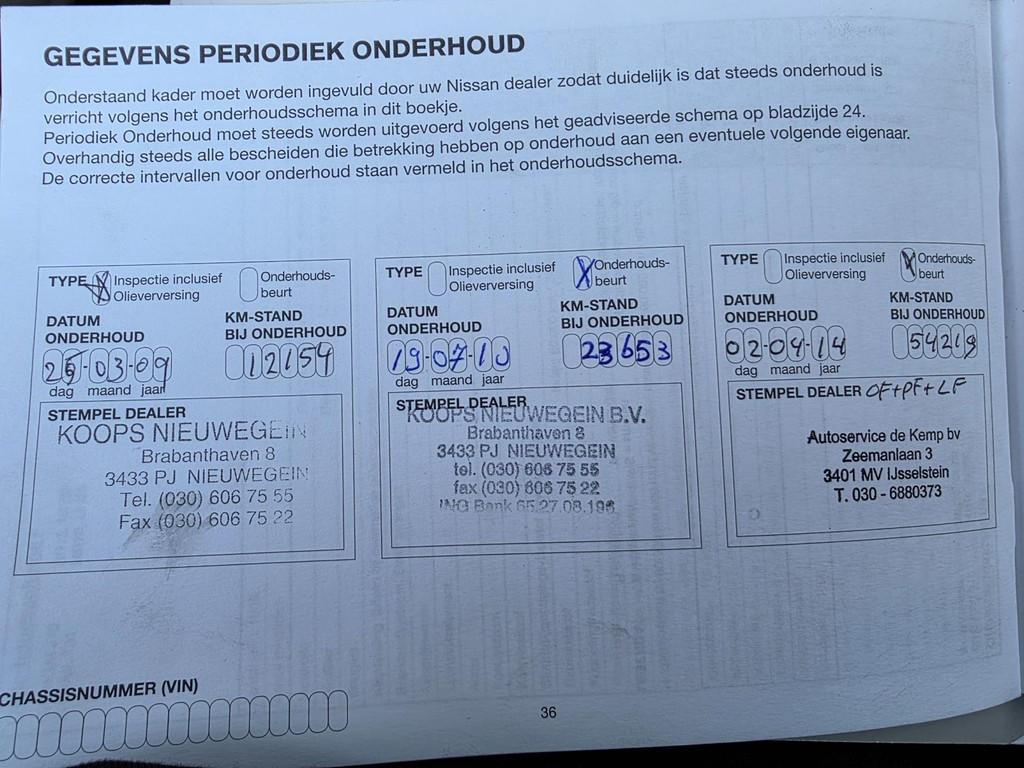 GEGEVENS PERIODIEK ONDERHOUD
Onderstaand kader moet worden ingevuld door uw Nissan dealer zodat duidelijk is dat steeds onderhoud is
verricht volgens het onderhoudsschema in dit boekje.
Periodiek Onderhoud moet steeds worden uitgevoerd volgens het geadviseerde schema op bladzijde 24.
Overhandig steeds alle bescheiden die betrekking hebben op onderhoud aan een eventuele volgende eigenaar.
De correcte intervallen voor onderhoud staan vermeld in het onderhoudsschema.
TYPE X Inspectie inclusief Olieverversing
Onderhouds-
beurt
DATUM
ONDERHOUD
KM-STAND
BIJ ONDERHOUD
25-03-09
12154
dag maand jaar
STEMPEL DEALER
KOOPS NIEUWEGEIN
Brabanthaven 8
3433 PJ NIEUWEGEIN
Tel. (030) 606 75 55
Fax (030) 606 75 22
TYPE Inspectie inclusief
Olieverversing
X Onderhouds-
beurt
DATUM
ONDERHOUD
KM-STAND
BIJ ONDERHOUD
19-07-10
23653
dag maand jaar
STEMPEL DEALER
KOOPS NIEUWEGEIN B.V.
Brabanthaven 8
3433 PJ NIEUWEGEIN
tel. (030) 606 75 55
fax (030) 606 75 22
ING Bank 65.27.08.196
TYPE Inspectie inclusief
Olieverversing
X Onderhouds-
beurt
DATUM
ONDERHOUD
KM-STAND
BIJ ONDERHOUD
02-04-14
54219
dag maand jaar
STEMPEL DEALER OF+PF+LF
Autoservice de Kemp bv
Zeemanlaan 3
3401 MV IJsselstein
T. 030 - 6880373
CHASSISNUMMER (VIN)
36